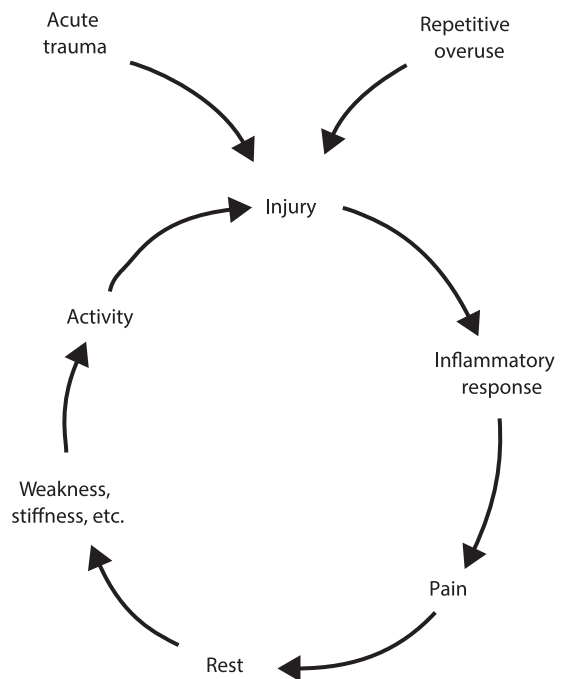 Acute
trauma
Repetitive
overuse
Injury
Inflammatory
response
Pain
Rest
Weakness,
stiffness, etc.
Activity